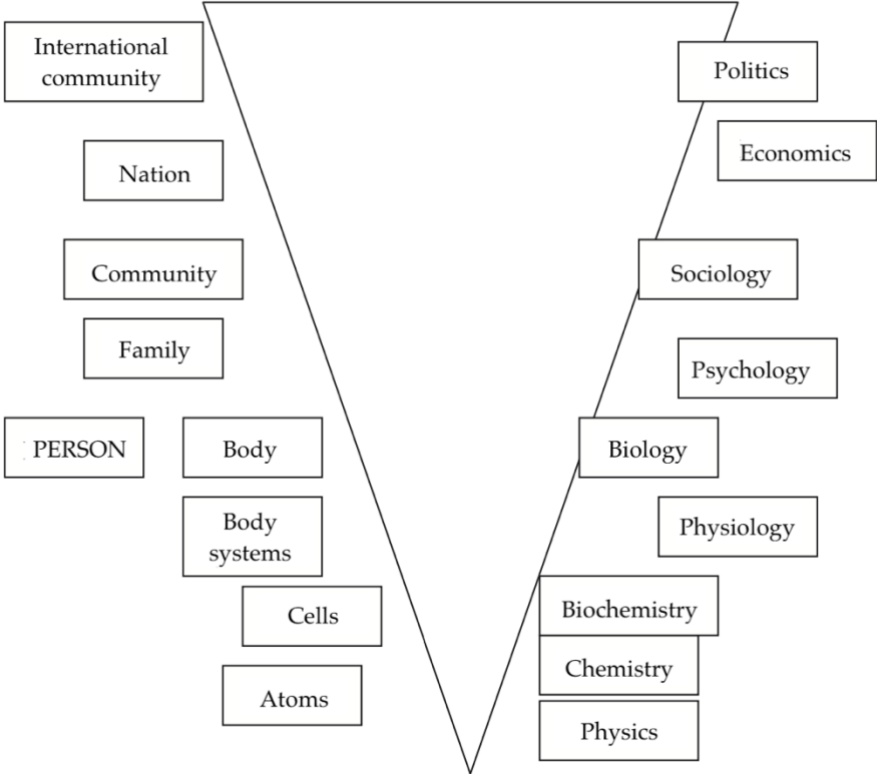 International
community
Politics
Economics
Nation
Community
Sociology
Family
Psychology
PERSON
Body
Biology
Body
systems
Physiology
Cells
Biochemistry
Atoms
Chemistry
Physics